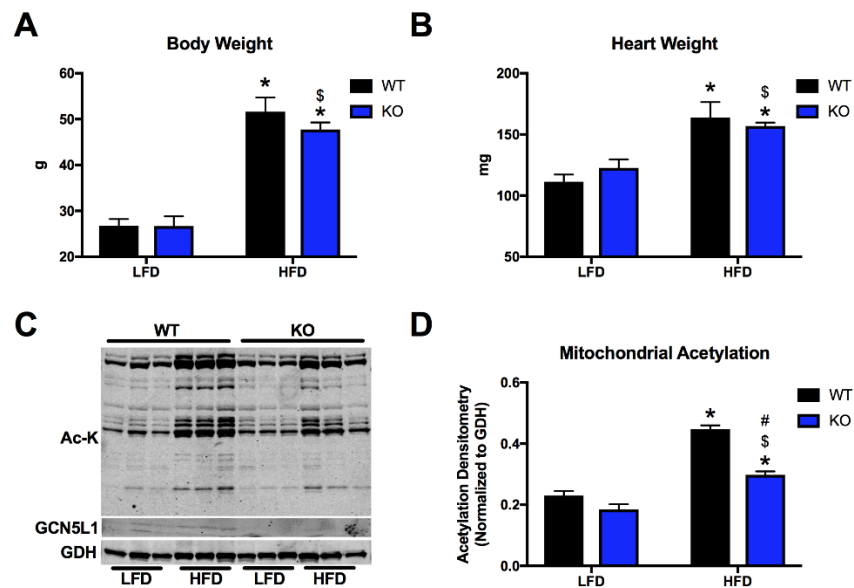 A
Body Weight
60
50
40
30
20
g
*
$
*
WT
KO
LFD
HFD
B
Heart Weight
200
150
100
50
mg
*
$
*
WT
KO
LFD
HFD
C
WT
KO
Ac-K
GCN5L1
GDH
LFD
HFD
LFD
HFD
D
Mitochondrial Acetylation
Acetylation Densitometry
(Normalized to GDH)
0.6
0.4
0.2
0.0
*
#
$
*
WT
KO
LFD
HFD